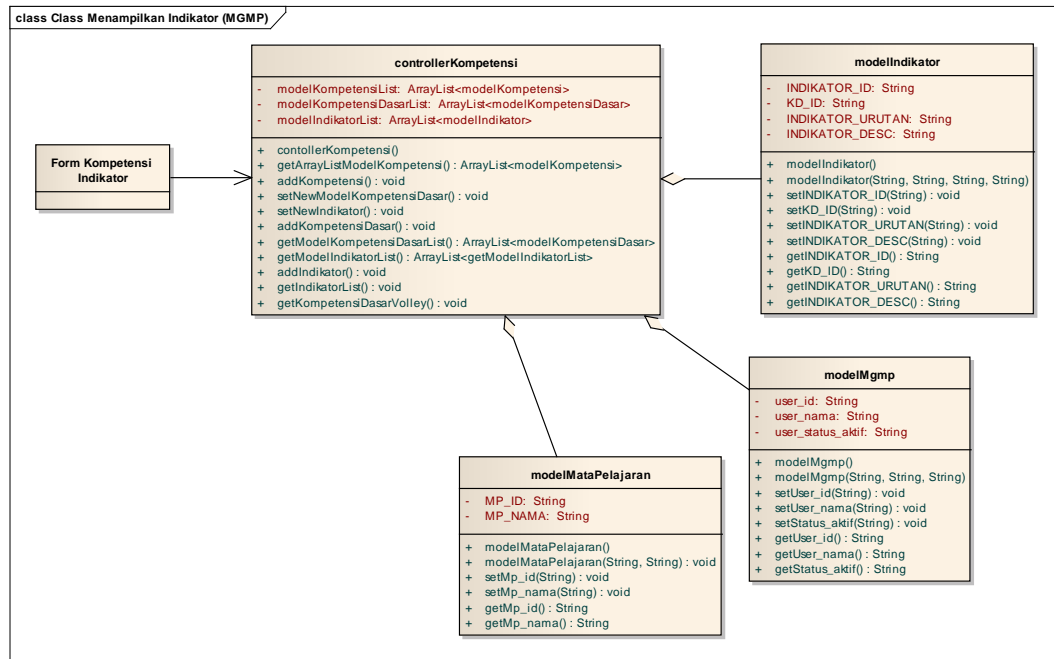 class Class Menampilkan Indikator (MGMP)
Form Kompetensi
Indikator
controllerKompetensi
- modelKompetensiList: ArrayList<modelKompetensi>
- modelKompetensiDasarList: ArrayList<modelKompetensiDasar>
- modelIndikatorList: ArrayList<modelIndikator>
+ contollerKompetensi()
+ getArrayListModelKompetensi() : ArrayList<modelKompetensi>
+ addKompetensi() : void
+ setNewModelKompetensiDasar() : void
+ setNewIndikator() : void
+ addKompetensiDasar() : void
+ getModelKompetensiDasarList() : ArrayList<modelKompetensiDasar>
+ getModelIndikatorList() : ArrayList<getModelIndikatorList>
+ addIndikator() : void
+ getIndikatorList() : void
+ getKompetensiDasarVolley() : void
modelIndikator
- INDIKATOR_ID: String
- KD_ID: String
- INDIKATOR_URUTAN: String
- INDIKATOR_DESC: String
+ modelIndikator()
+ modelIndikator(String, String, String, String)
+ setINDIKATOR_ID(String) : void
+ setKD_ID(String) : void
+ setINDIKATOR_URUTAN(String) : void
+ setINDIKATOR_DESC(String) : void
+ getINDIKATOR_ID() : String
+ getKD_ID() : String
+ getINDIKATOR_URUTAN() : String
+ getINDIKATOR_DESC() : String
modelMgmp
- user_id: String
- user_nama: String
- user_status_aktif: String
+ modelMgmp()
+ modelMgmp(String, String, String)
+ setUser_id(String) : void
+ setUser_nama(String) : void
+ setStatus_aktif(String) : void
+ getUser_id() : String
+ getUser_nama() : String
+ getStatus_aktif() : String
modelMataPelajaran
- MP_ID: String
- MP_NAMA: String
+ modelMataPelajaran()
+ modelMataPelajaran(String, String) : void
+ setMp_id(String) : void
+ setMp_nama(String) : void
+ getMp_id() : String
+ getMp_nama() : String